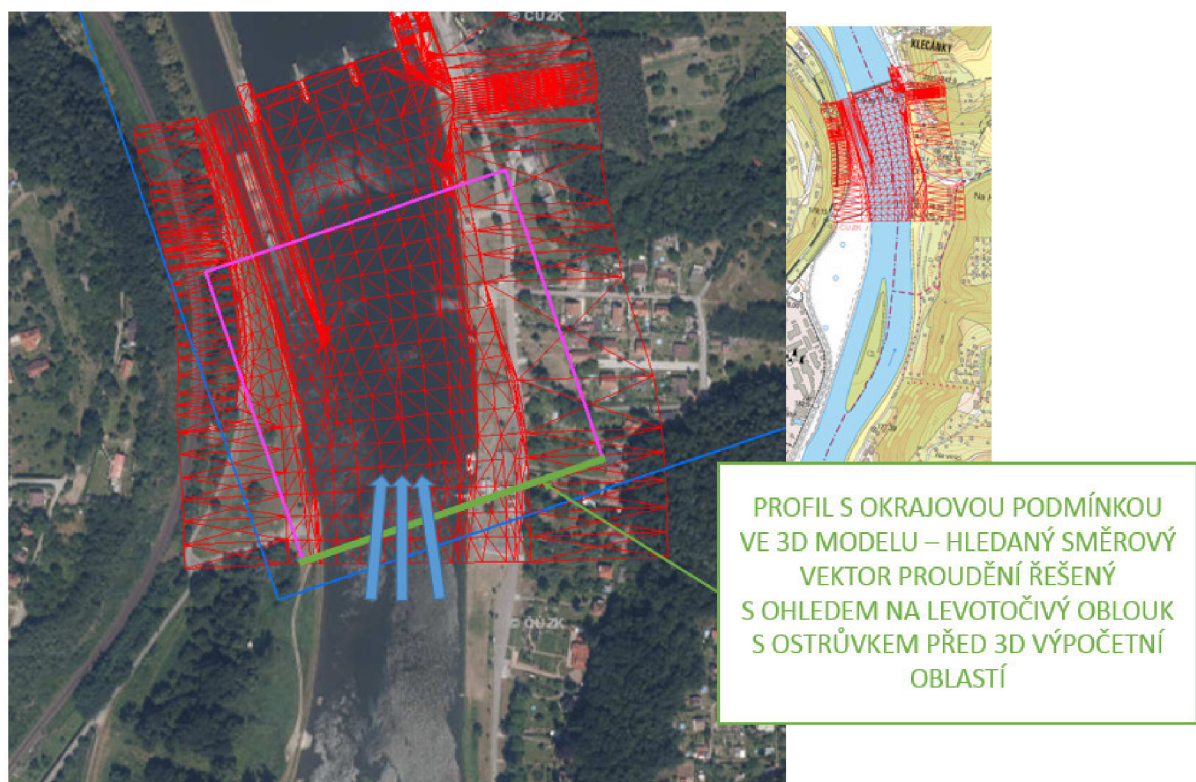 © ČÚZK
KLECÁNKY
© ČÚZK
PROFIL S OKRAJOVOU PODMÍNKOU
VE 3D MODELU – HLEDANÝ SMĚROVÝ
VEKTOR PROUDĚNÍ ŘEŠENÝ
S OHLEDEM NA LEVOTOČIVÝ OBLOUK
S OSTRŮVKEM PŘED 3D VÝPOČETNÍ
OBLASTÍ
© ČÚZK